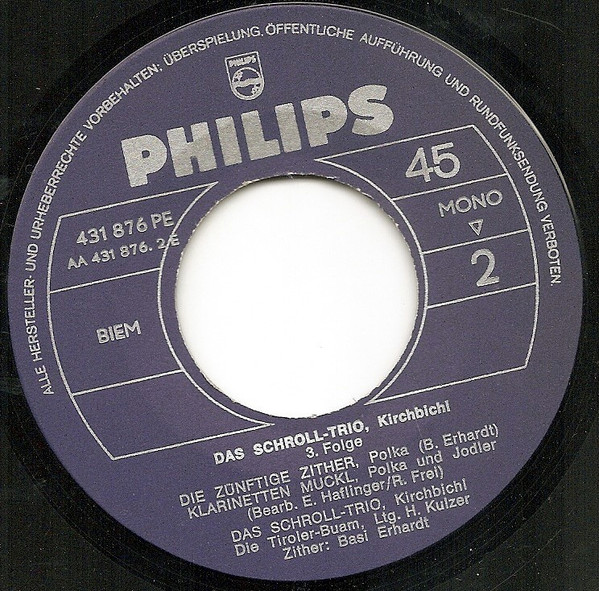 ALLE HERSTELLER- UND URHEBERRECHTE VORBEHALTEN; ÜBERSPIELUNG, ÖFFENTLICHE AUFFÜHRUNG UND RUNDFUNKSENDUNG VERBOTEN.
PHILIPS
PHILIPS
45
431 876 PE
AA 431 876. 2 E
MONO
2
BIEM
DAS SCHROLL-TRIO, Kirchbichl
3. Folge
DIE ZÜNFTIGE ZITHER, Polka (B. Erhardt)
KLARINETTEN MUCKL, Polka und Jodler
(Bearb. E. Haflinger/R. Frei)
DAS SCHROLL-TRIO, Kirchbichl
Die Tiroler-Buam, Ltg. H. Kulzer
Zither: Basi Erhardt